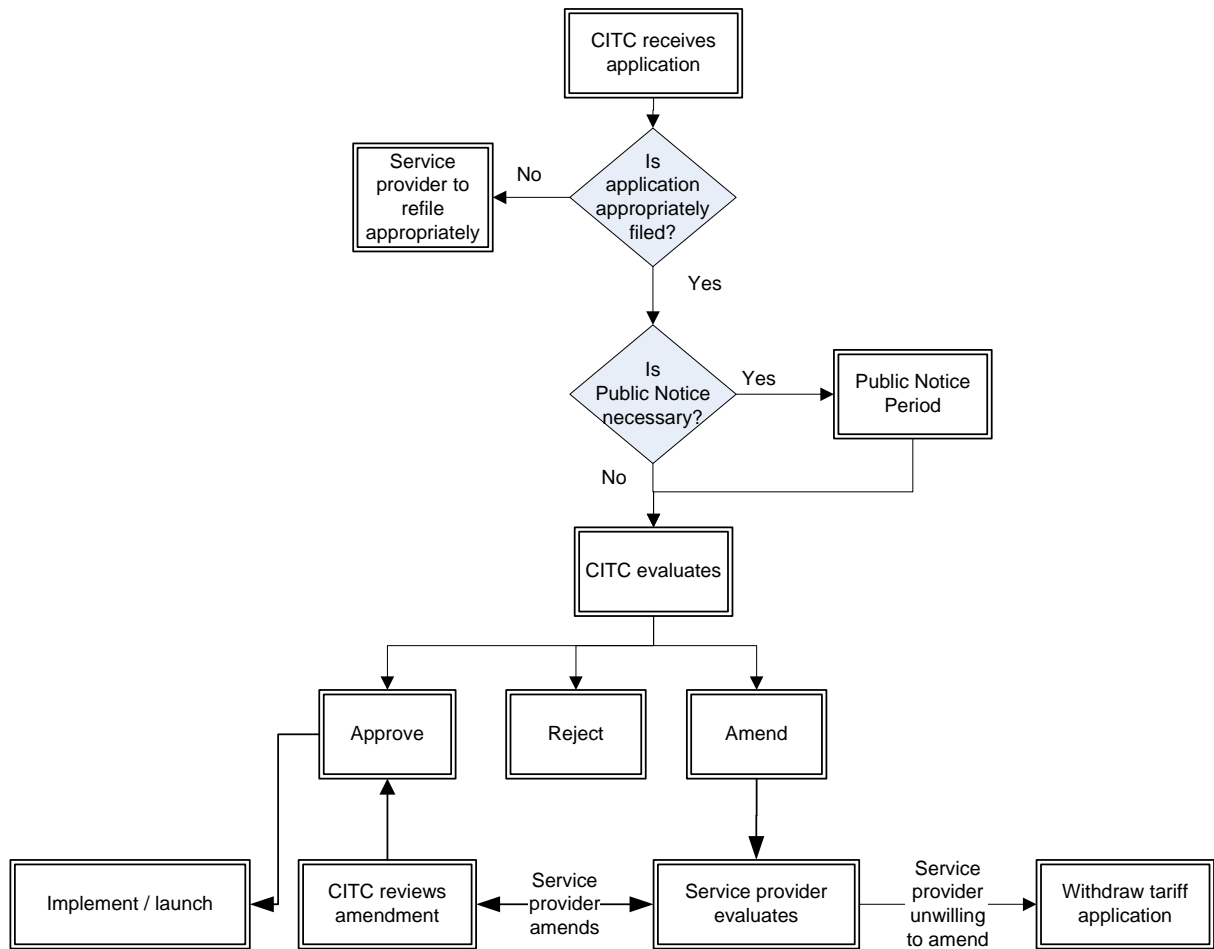 CITC receives
application
Is
application
appropriately
filed?
No
Service
provider to
refile
appropriately
Yes
Is
Public Notice
necessary?
Yes
Public Notice
Period
No
CITC evaluates
Approve
Reject
Amend
Implement / launch
CITC reviews
amendment
Service
provider
amends
Service provider
evaluates
Service
provider
unwilling
to amend
Withdraw tariff
application